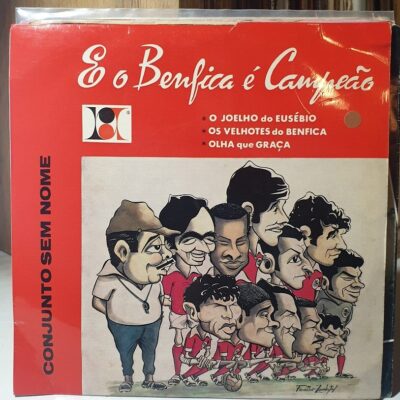 E o Benfica é Campeão
O JOELHO do EUSÉBIO
OS VELHOTES do BENFICA
OLHA que GRAÇA
CONJUNTO SEM NOME